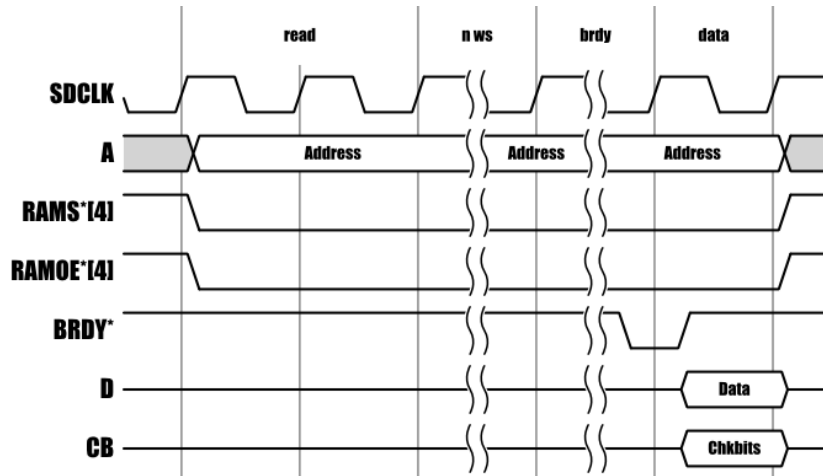 read n ws brdy data
SDCLK
A Address Address Address
RAMS*[4]
RAMOE*[4]
BRDY*
D Data
CB Chkbits